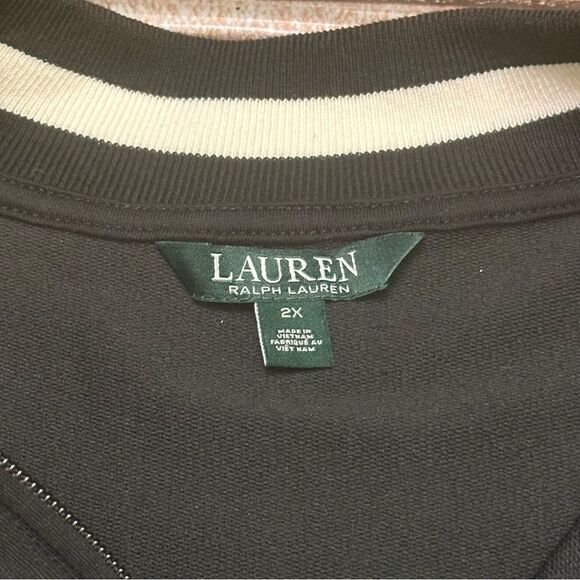 LAUREN
RALPH LAUREN
2X
MADE IN
VIETNAM
FABRIQUÉ AU
VIÊT NAM